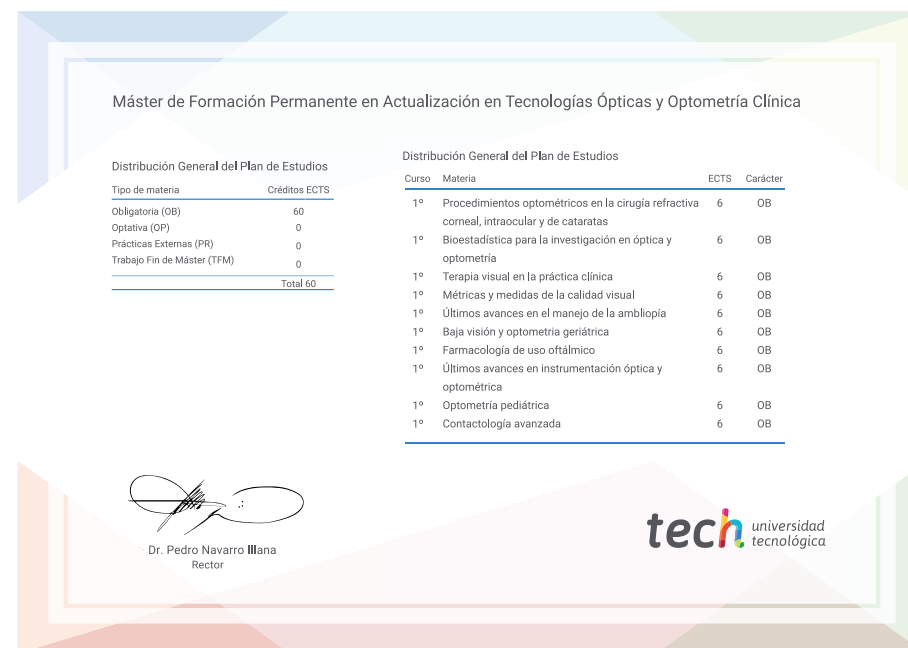 Máster de Formación Permanente en Actualización en Tecnologías Ópticas y Optometría Clínica
Distribución General del Plan de Estudios
Tipo de materia Créditos ECTS
Obligatoria (OB) 60
Optativa (OP) 0
Prácticas Externas (PR) 0
Trabajo Fin de Máster (TFM) 0
Total 60
Distribución General del Plan de Estudios
Curso Materia ECTS Carácter
1º Procedimientos optométricos en la cirugía refractiva 6 OB
corneal, intraocular y de cataratas
1º Bioestadística para la investigación en óptica y 6 OB
optometría
1º Terapia visual en la práctica clínica 6 OB
1º Métricas y medidas de la calidad visual 6 OB
1º Últimos avances en el manejo de la ambliopía 6 OB
1º Baja visión y optometria geriátrica 6 OB
1º Farmacología de uso oftálmico 6 OB
1º Últimos avances en instrumentación óptica y 6 OB
optométrica
1º Optometría pediátrica 6 OB
1º Contactología avanzada 6 OB
Dr. Pedro Navarro Illana
Rector
tech universidad
tecnológica